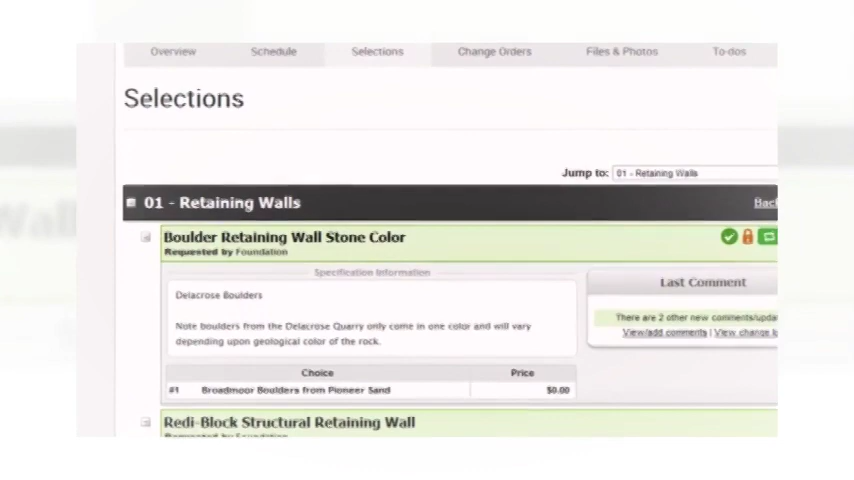 Overview Schedule Selections Change Orders Files & Photos To-dos
Selections
Jump to: 01 - Retaining Walls
01 - Retaining Walls Back
Boulder Retaining Wall Stone Color
Requested by Foundation
Specification Information
Delacrose Boulders
Note boulders from the Delacrose Quarry only come in one color and will vary
depending upon geological color of the rock.
Last Comment
There are 2 other new comments/upda
View/add comments | View change l
Choice Price
#1 Broadmoor Boulders from Pioneer Sand $0.00
Redi-Block Structural Retaining Wall
Requested by Foundation